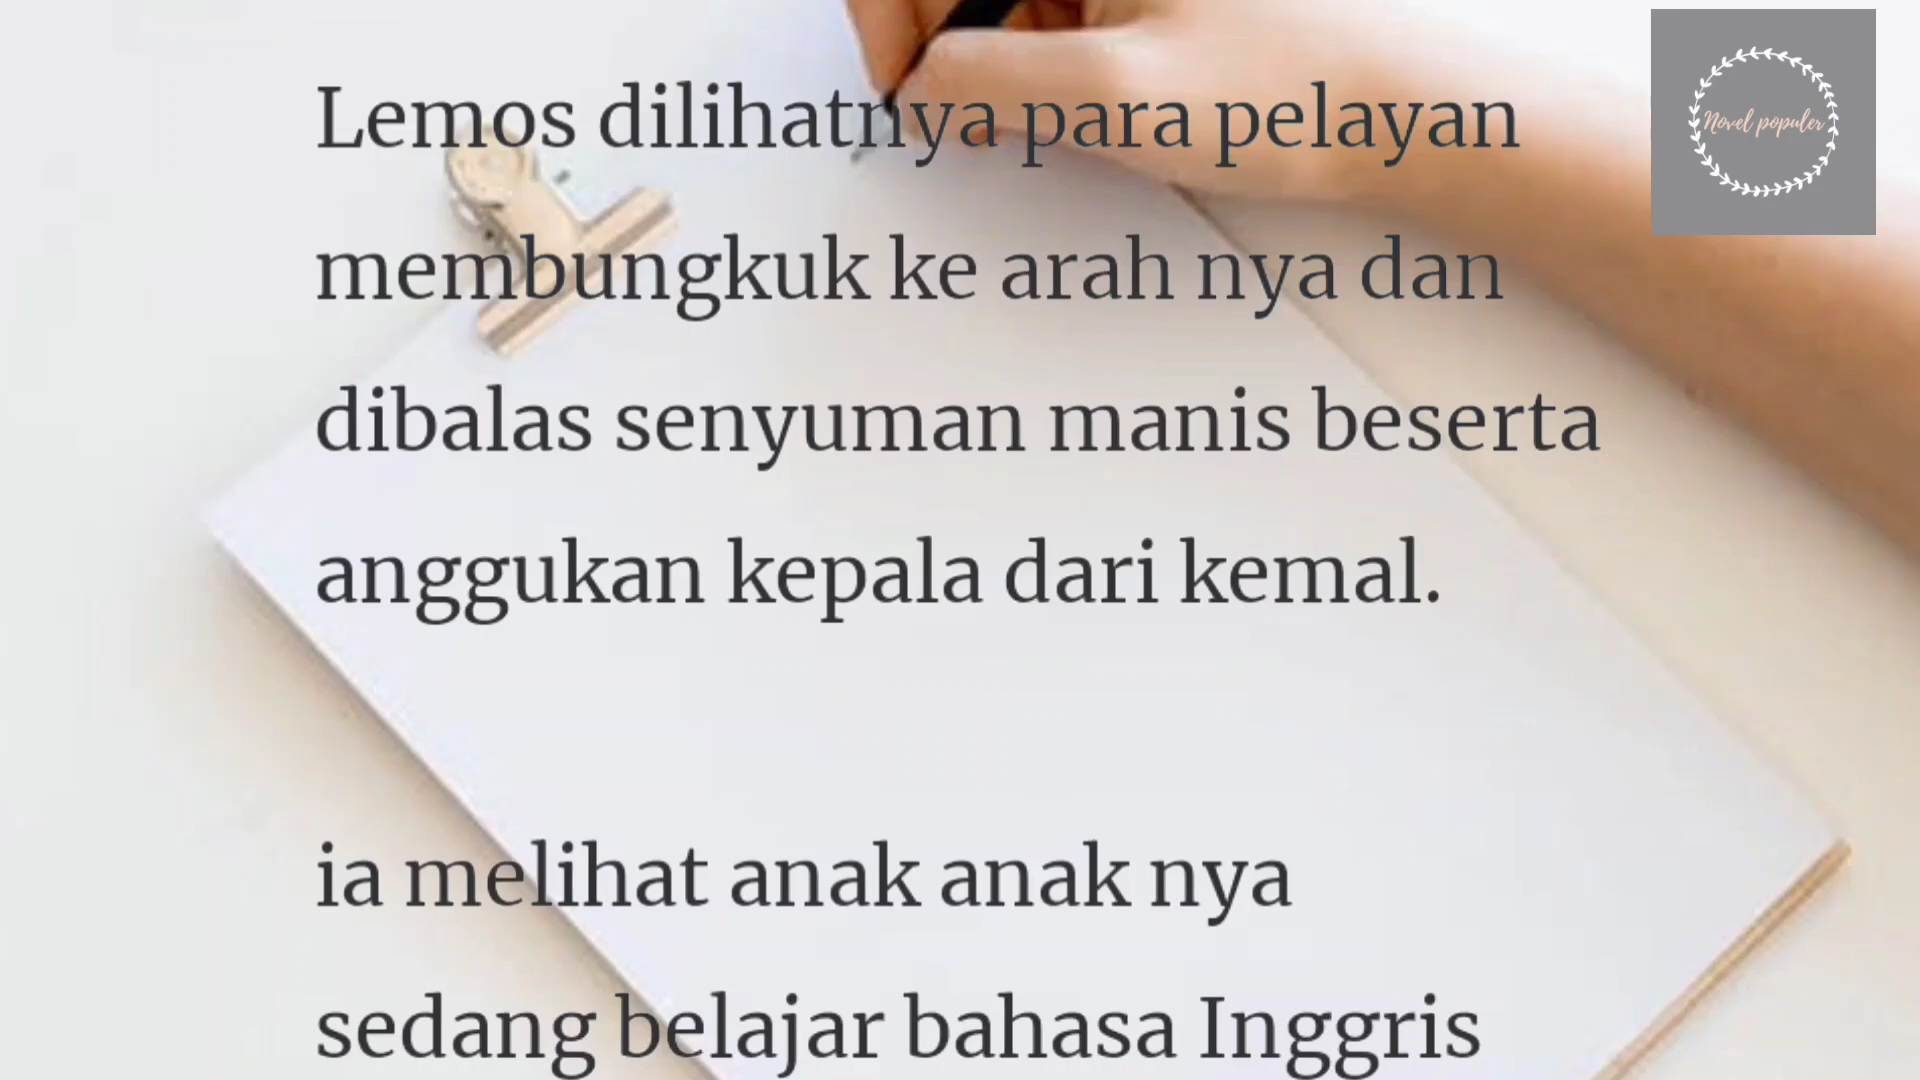 Lemos dilihatnya para pelayan
membungkuk ke arah nya dan
dibalas senyuman manis beserta
anggukan kepala dari kemal.
ia melihat anak anak nya
sedang belajar bahasa Inggris
Novel populer